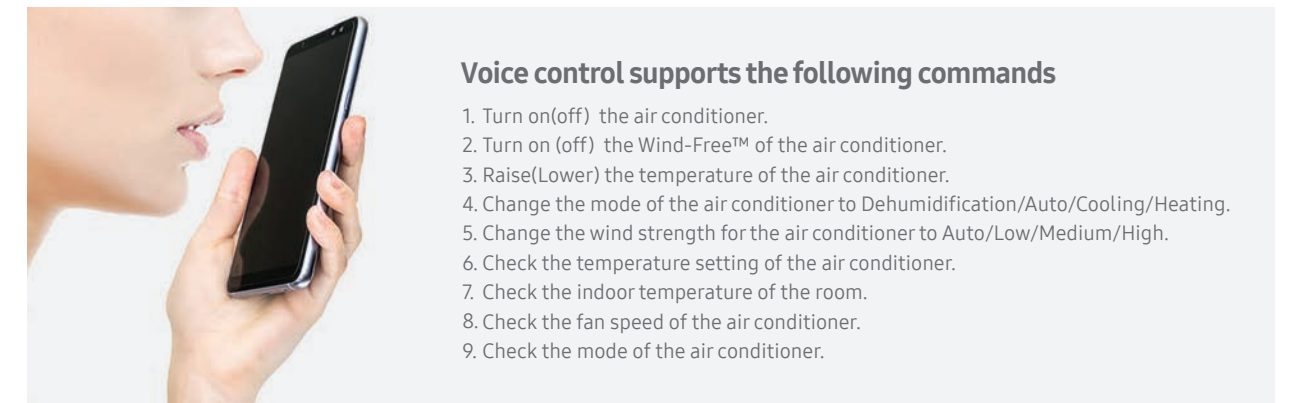 Voice control supports the following commands
1. Turn on(off) the air conditioner.
2. Turn on (off) the Wind-Free™ of the air conditioner.
3. Raise(Lower) the temperature of the air conditioner.
4. Change the mode of the air conditioner to Dehumidification/Auto/Cooling/Heating.
5. Change the wind strength for the air conditioner to Auto/Low/Medium/High.
6. Check the temperature setting of the air conditioner.
7. Check the indoor temperature of the room.
8. Check the fan speed of the air conditioner.
9. Check the mode of the air conditioner.